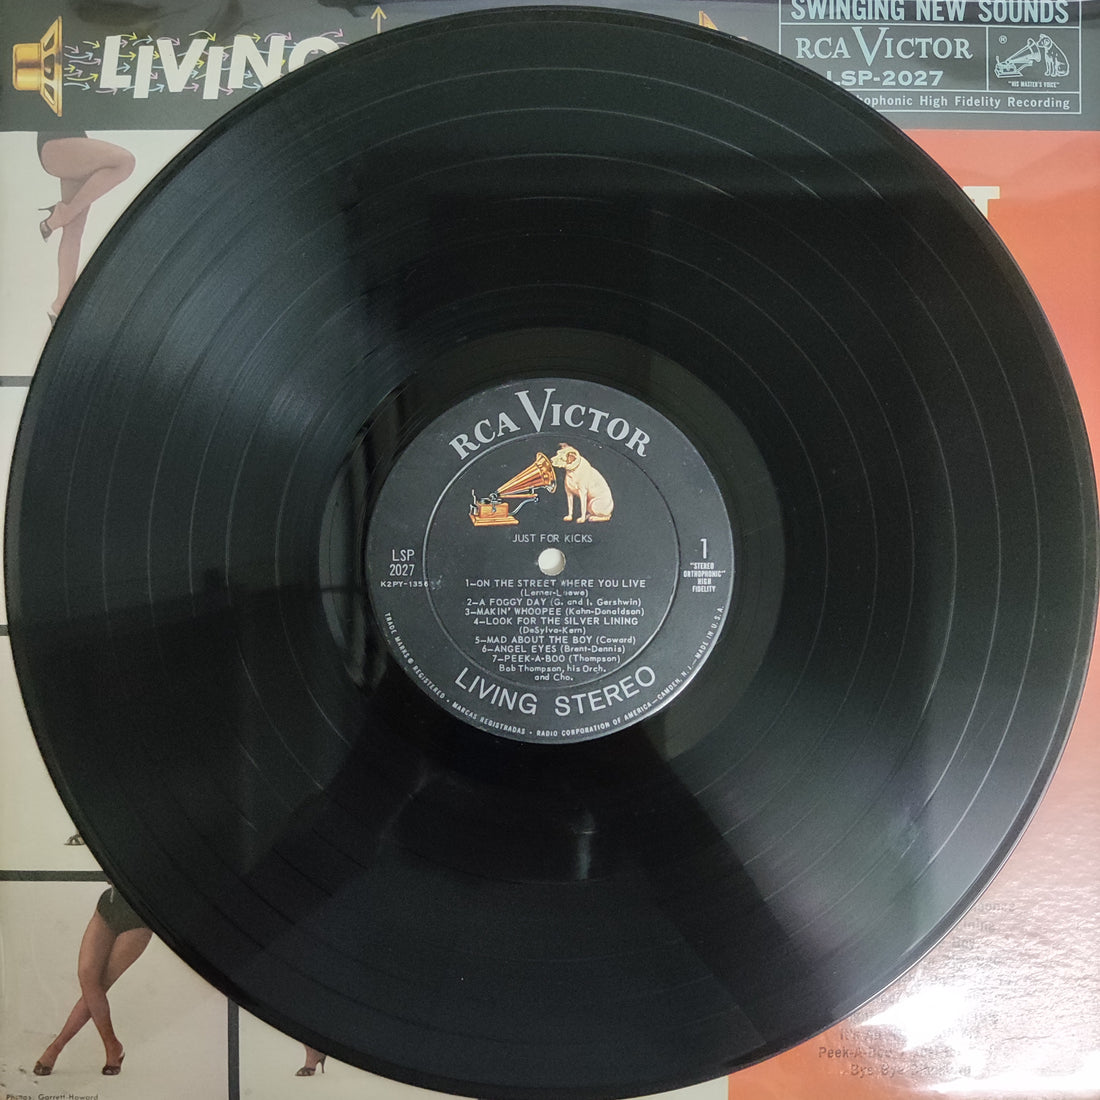 LIVING
SWINGING NEW SOUNDS
RCA VICTOR
®
LSP-2027
"HIS MASTER'S VOICE"
High Fidelity Recording
T
RCA VICTOR
JUST FOR KICKS
LSP
2027
K2PY-1356
1
"STEREO
ORTHOPHONIC"
HIGH
FIDELITY
1—ON THE STREET WHERE YOU LIVE
(Lerner-Loewe)
2—A FOGGY DAY (G. and I. Gershwin)
3—MAKIN' WHOOPEE (Kahn-Donaldson)
4—LOOK FOR THE SILVER LINING
(DeSylva-Kern)
5—MAD ABOUT THE BOY (Coward)
6—ANGEL EYES (Brent-Dennis)
7—PEEK-A-BOO (Thompson)
Bob Thompson, his Orch.
and Cho.
LIVING STEREO
TRADE MARKS ® REGISTERED • MARCAS REGISTRADAS • RADIO CORPORATION OF AMERICA—CAMDEN, N. J.—MADE IN U.S.A.
Peek-A-Boo
Bye Bye
Photos: Garrett-Howard